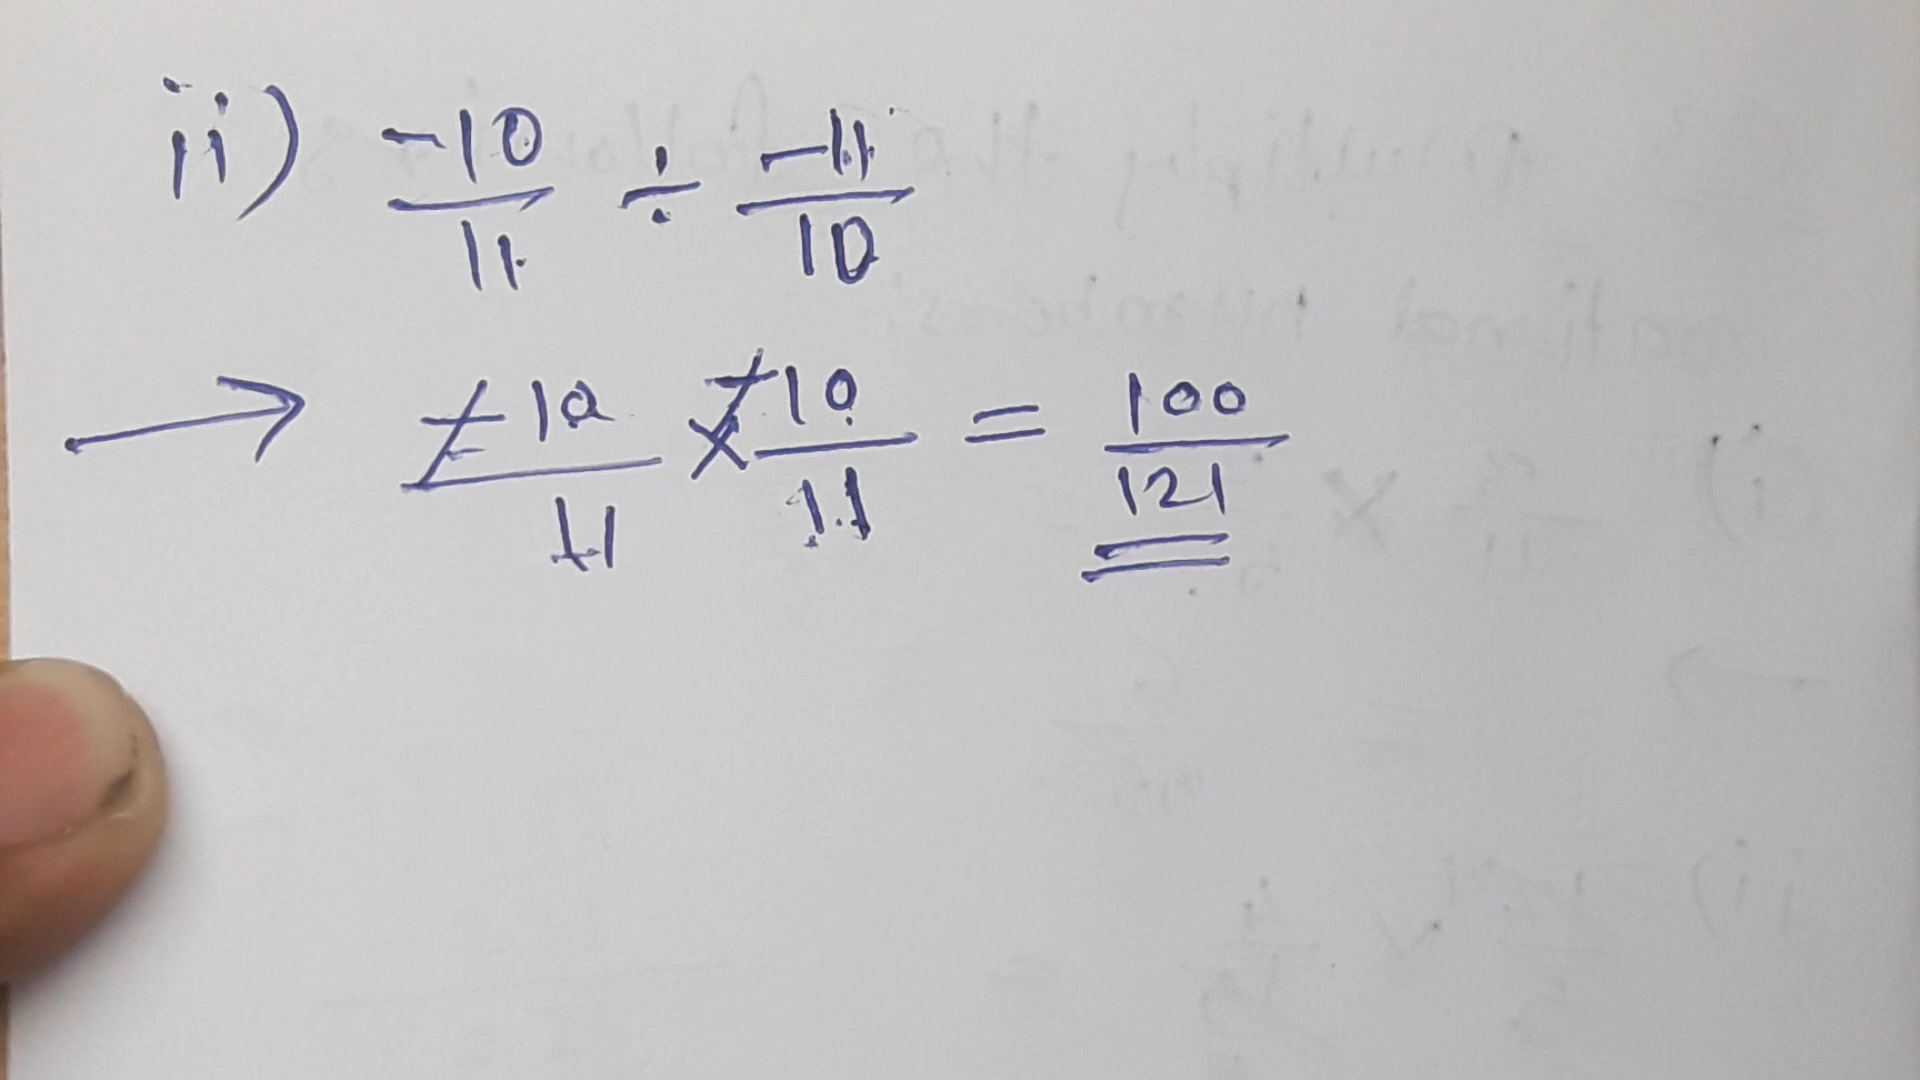 ii) -10/11 ÷ -11/10
→ -10/11 × -10/11 = 100/121